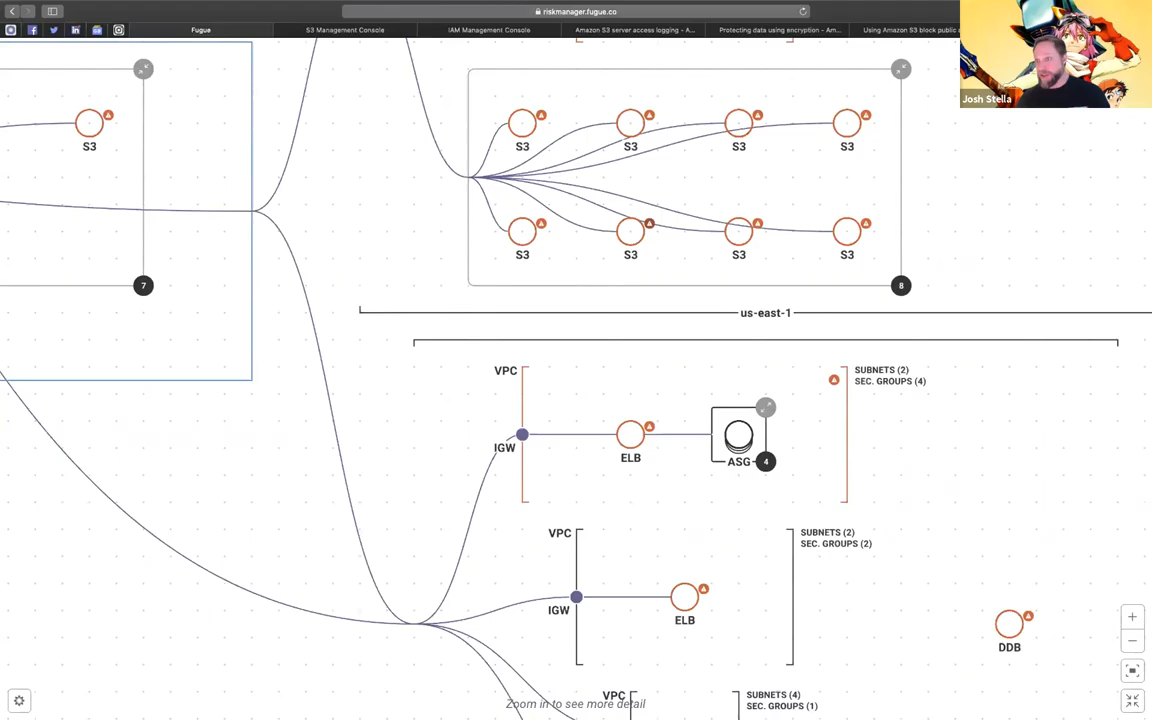 riskmanager.fugue.co
Fugue
S3 Management Console
IAM Management Console
Amazon S3 server access logging - A...
Protecting data using encryption - Am...
Using Amazon S3 block public
Josh Stella
S3
S3
S3
S3
S3
S3
S3
S3
S3
7
8
us-east-1
VPC
SUBNETS (2)
SEC. GROUPS (4)
IGW
ELB
ASG
4
VPC
SUBNETS (2)
SEC. GROUPS (2)
IGW
ELB
DDB
VPC
SUBNETS (4)
SEC. GROUPS (1)
Zoom in to see more detail